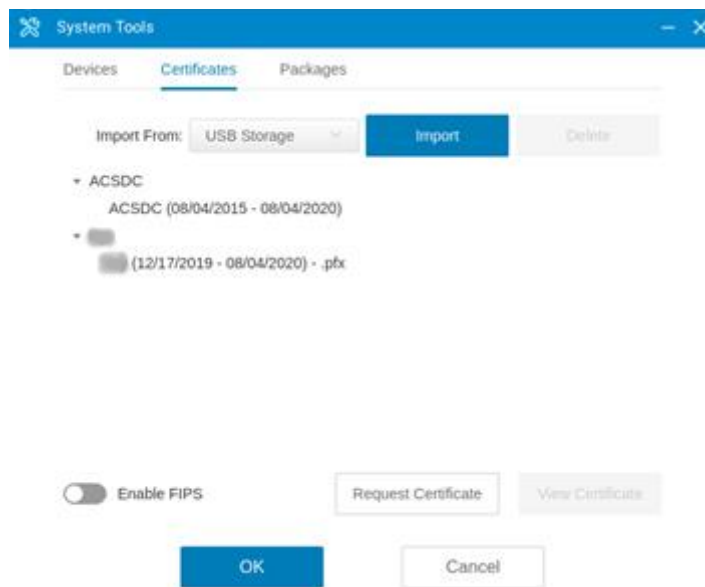 System Tools
Devices Certificates Packages
Import From: USB Storage Import Delete
ACSDC
ACSDC (08/04/2015 - 08/04/2020)
(12/17/2019 - 08/04/2020) - .pfx
Enable FIPS Request Certificate View Certificate
OK Cancel